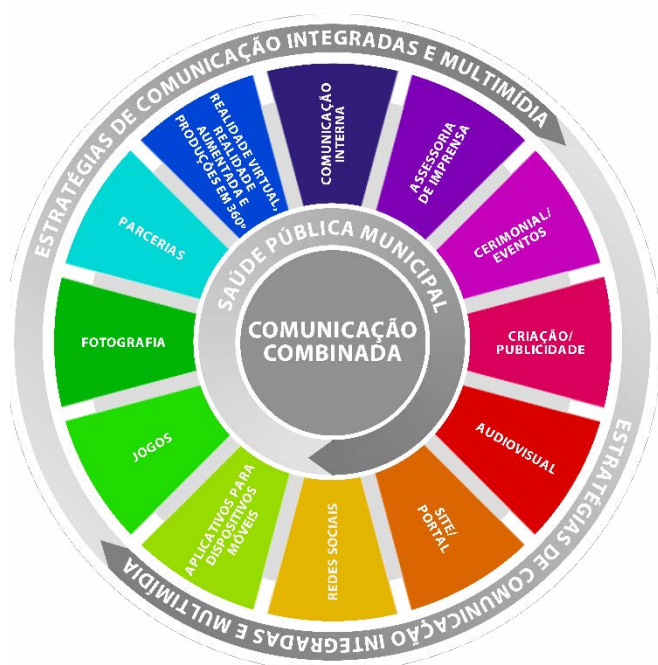 ESTRATÉGIAS DE COMUNICAÇÃO INTEGRADAS E MULTIMÍDIA
COMUNICAÇÃO
INTERNA
ASSESSORIA
DE IMPRENSA
CERIMONIAL/
EVENTOS
CRIAÇÃO/
PUBLICIDADE
AUDIOVISUAL
SITE/
PORTAL
REDES SOCIAIS
APLICATIVOS PARA
DISPOSITIVOS
MÓVEIS
JOGOS
FOTOGRAFIA
PARCERIAS
REALIDADE VIRTUAL,
REALIDADE
AUMENTADA E
PRODUÇÕES EM 360º
SAÚDE PÚBLICA MUNICIPAL
COMUNICAÇÃO
COMBINADA
ESTRATÉGIAS DE COMUNICAÇÃO INTEGRADAS E MULTIMÍDIA